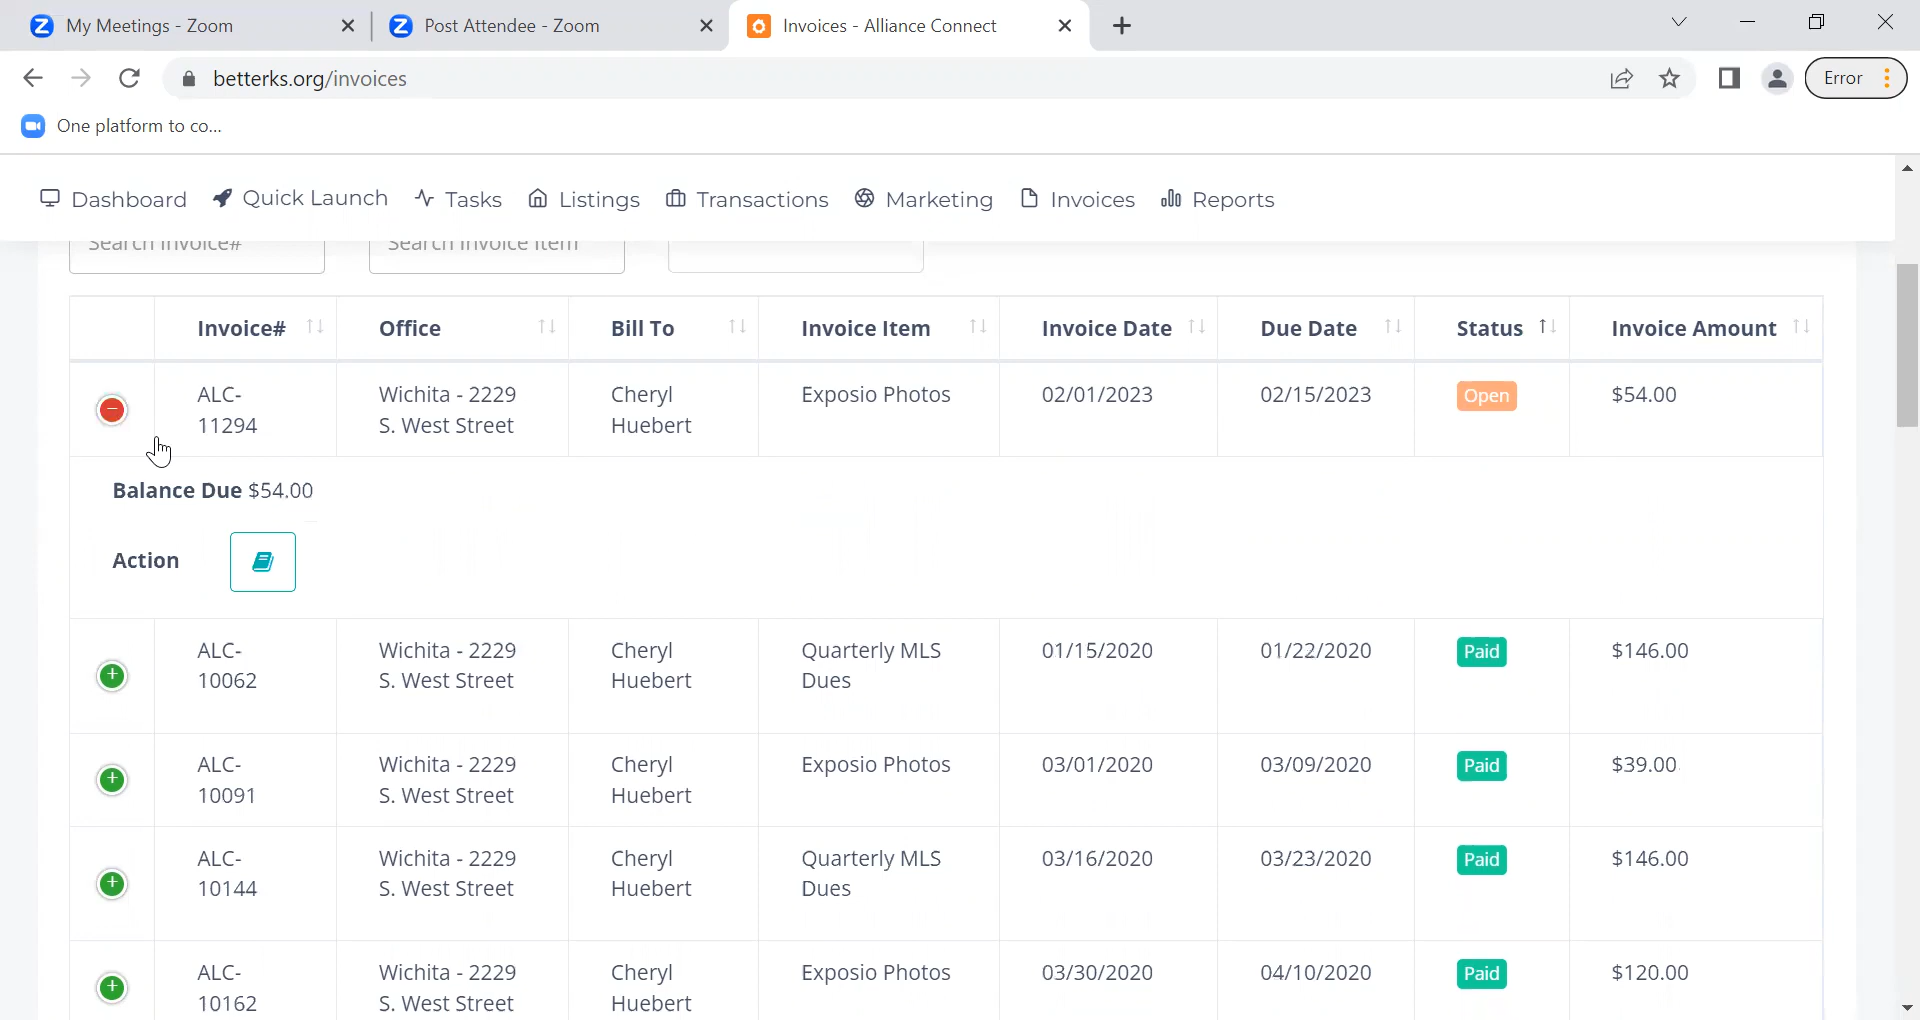 My Meetings - Zoom
Post Attendee - Zoom
Invoices - Alliance Connect
betterks.org/invoices
Error
One platform to co...
Dashboard Quick Launch Tasks Listings Transactions Marketing Invoices Reports
Search Invoice# Search Invoice Item
Invoice# Office Bill To Invoice Item Invoice Date Due Date Status Invoice Amount
ALC- Wichita - 2229 Cheryl Exposio Photos 02/01/2023 02/15/2023 Open $54.00
11294 S. West Street Huebert
Balance Due $54.00
Action
ALC- Wichita - 2229 Cheryl Quarterly MLS 01/15/2020 01/22/2020 Paid $146.00
10062 S. West Street Huebert Dues
ALC- Wichita - 2229 Cheryl Exposio Photos 03/01/2020 03/09/2020 Paid $39.00
10091 S. West Street Huebert
ALC- Wichita - 2229 Cheryl Quarterly MLS 03/16/2020 03/23/2020 Paid $146.00
10144 S. West Street Huebert Dues
ALC- Wichita - 2229 Cheryl Exposio Photos 03/30/2020 04/10/2020 Paid $120.00
10162 S. West Street Huebert